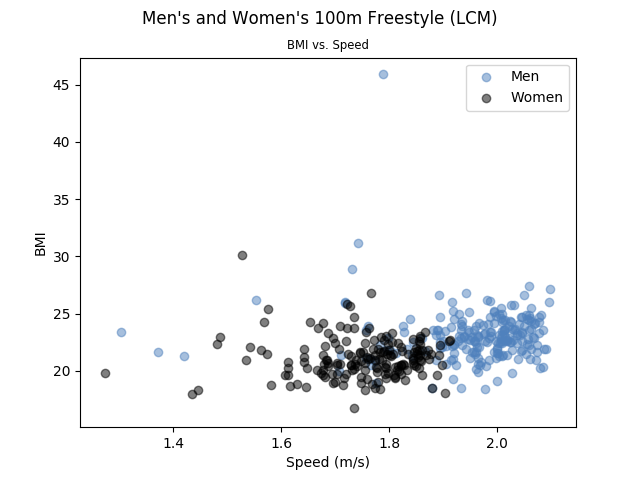 Men's and Women's 100m Freestyle (LCM)
BMI vs. Speed
Men
Women
45
40
35
30
25
20
BMI
1.4 1.6 1.8 2.0
Speed (m/s)